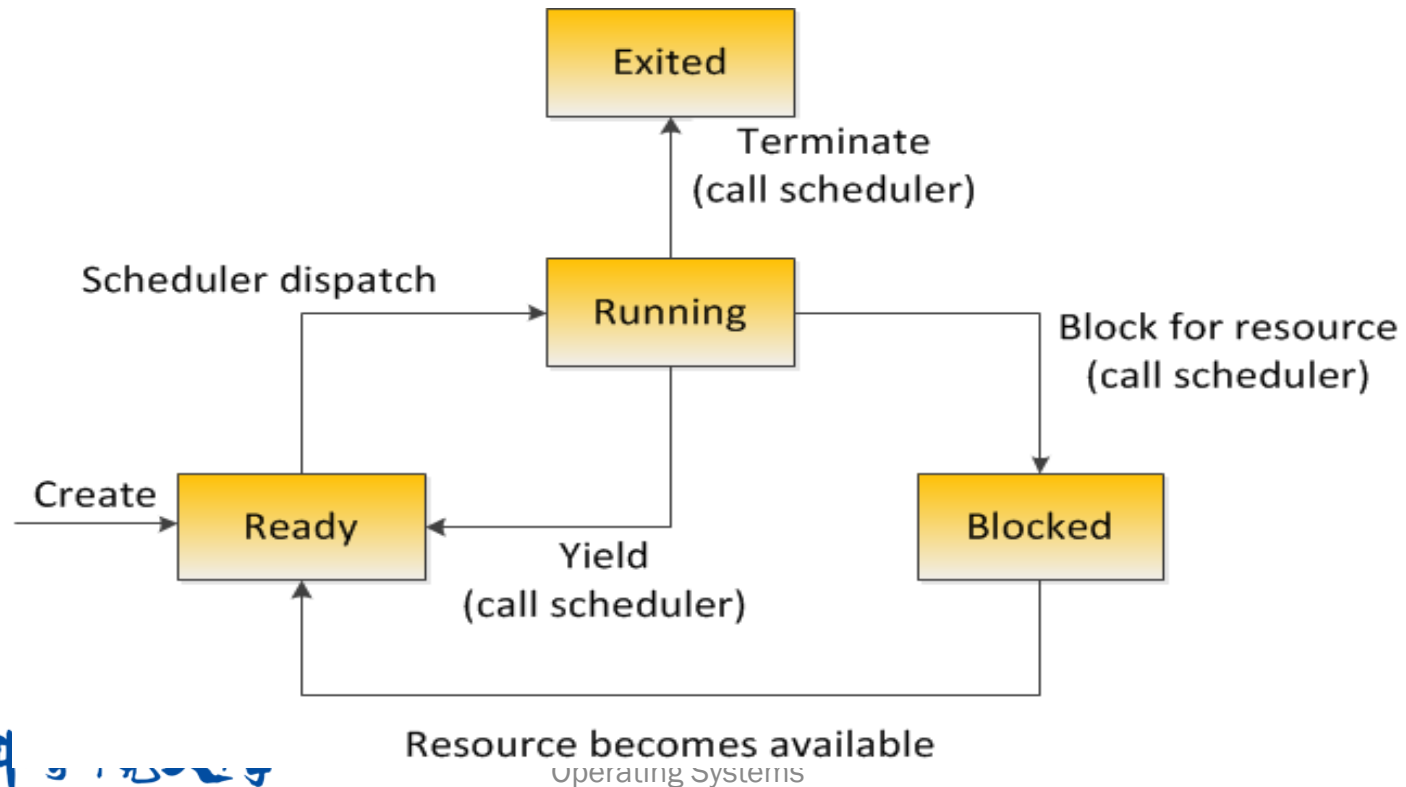 Exited
Terminate
(call scheduler)
Scheduler dispatch
Running
Block for resource
(call scheduler)
Create
Ready
Blocked
Yield
(call scheduler)
Resource becomes available
Operating Systems